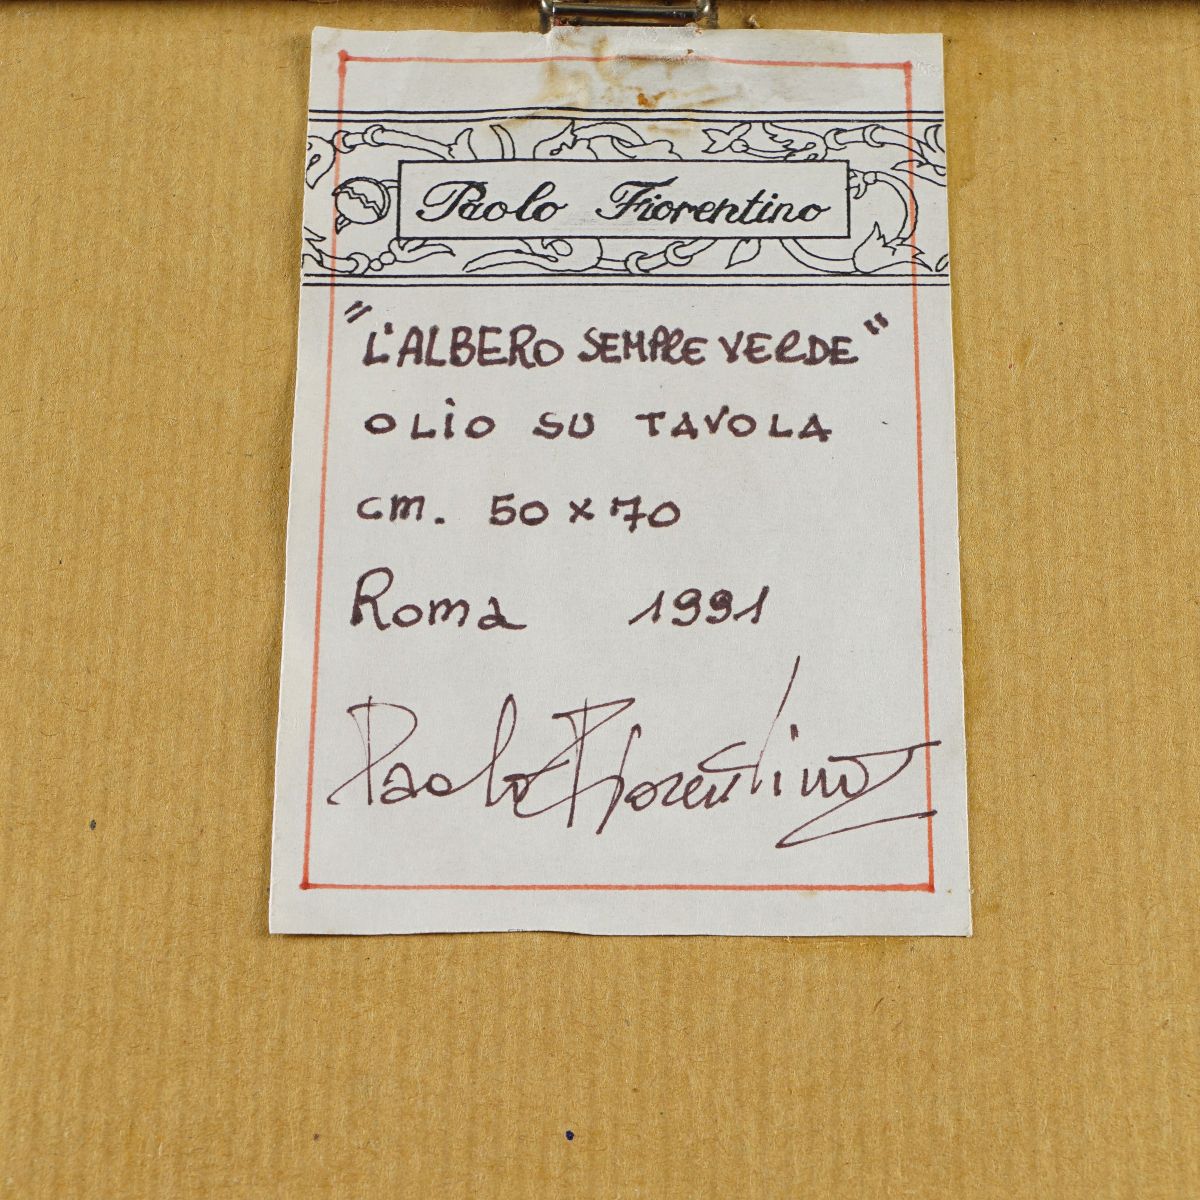 Paolo Fiorentino
"L'ALBERO SEMPRE VERDE"
OLIO SU TAVOLA
cm. 50 x 70
Roma 1991
Paolo Fiorentino